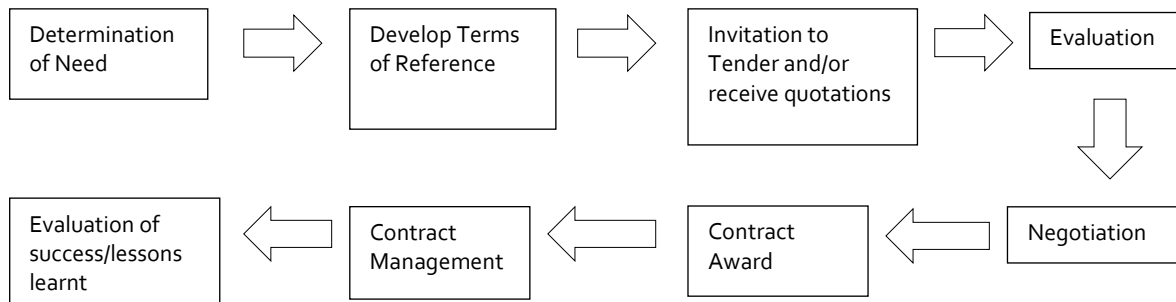 Determination
of Need
Develop Terms
of Reference
Invitation to
Tender and/or
receive quotations
Evaluation
Negotiation
Contract
Award
Contract
Management
Evaluation of
success/lessons
learnt